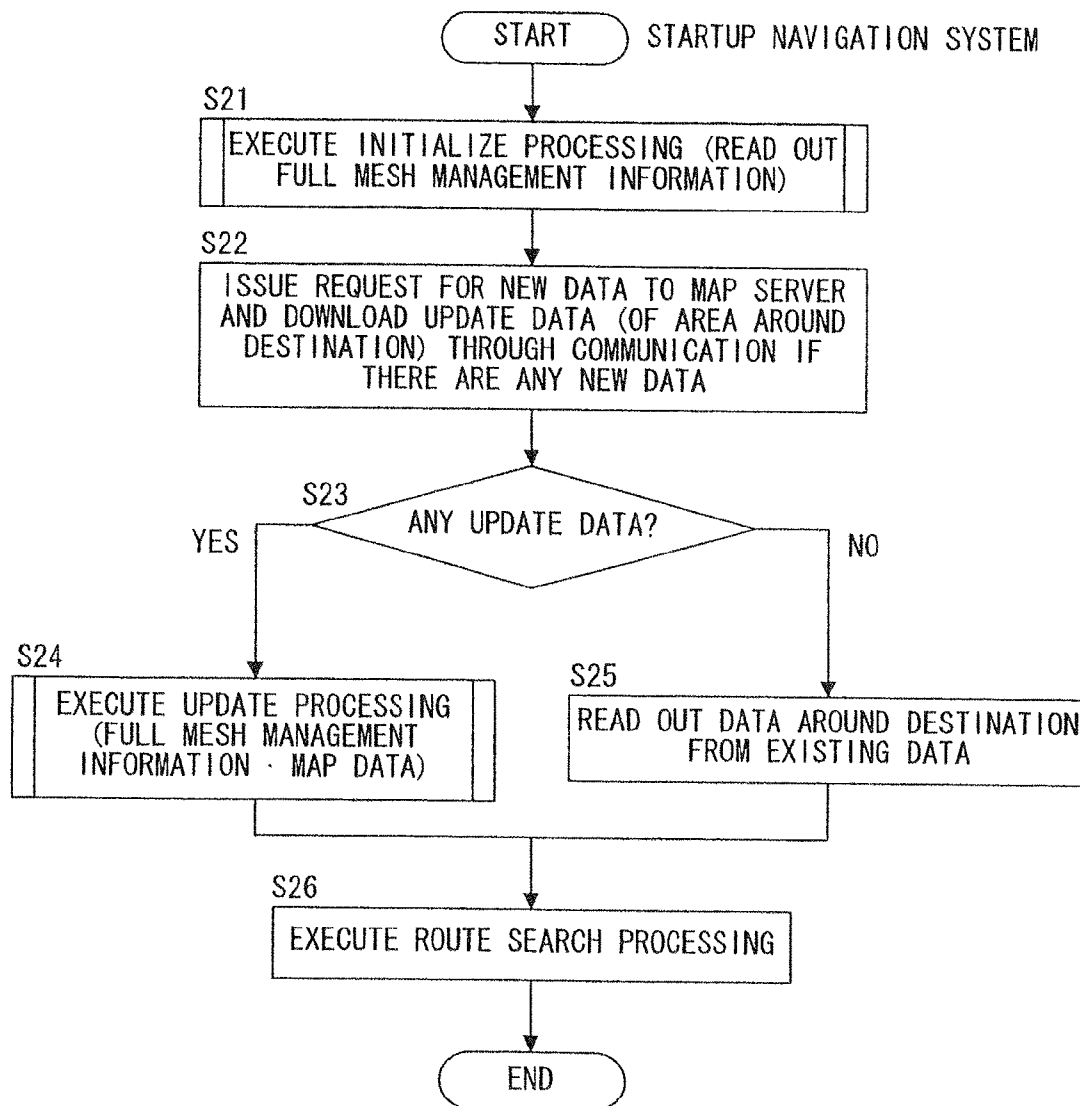 START
STARTUP NAVIGATION SYSTEM
S21
EXECUTE INITIALIZE PROCESSING (READ OUT
FULL MESH MANAGEMENT INFORMATION)
S22
ISSUE REQUEST FOR NEW DATA TO MAP SERVER
AND DOWNLOAD UPDATE DATA (OF AREA AROUND
DESTINATION) THROUGH COMMUNICATION IF
THERE ARE ANY NEW DATA
S23
ANY UPDATE DATA?
YES
NO
S24
EXECUTE UPDATE PROCESSING
(FULL MESH MANAGEMENT
INFORMATION · MAP DATA)
S25
READ OUT DATA AROUND DESTINATION
FROM EXISTING DATA
S26
EXECUTE ROUTE SEARCH PROCESSING
END